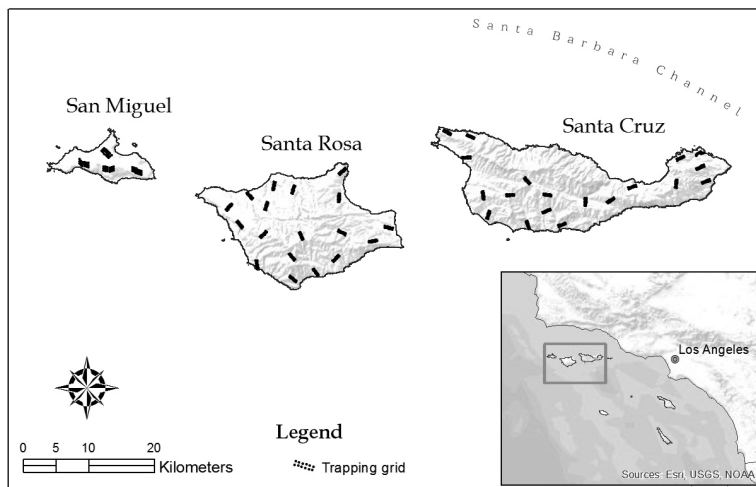 Santa Barbara Channel
San Miguel
Santa Rosa
Santa Cruz
Los Angeles
Legend
0 5 10 20
Kilometers
Trapping grid
Sources: Esri, USGS, NOAA